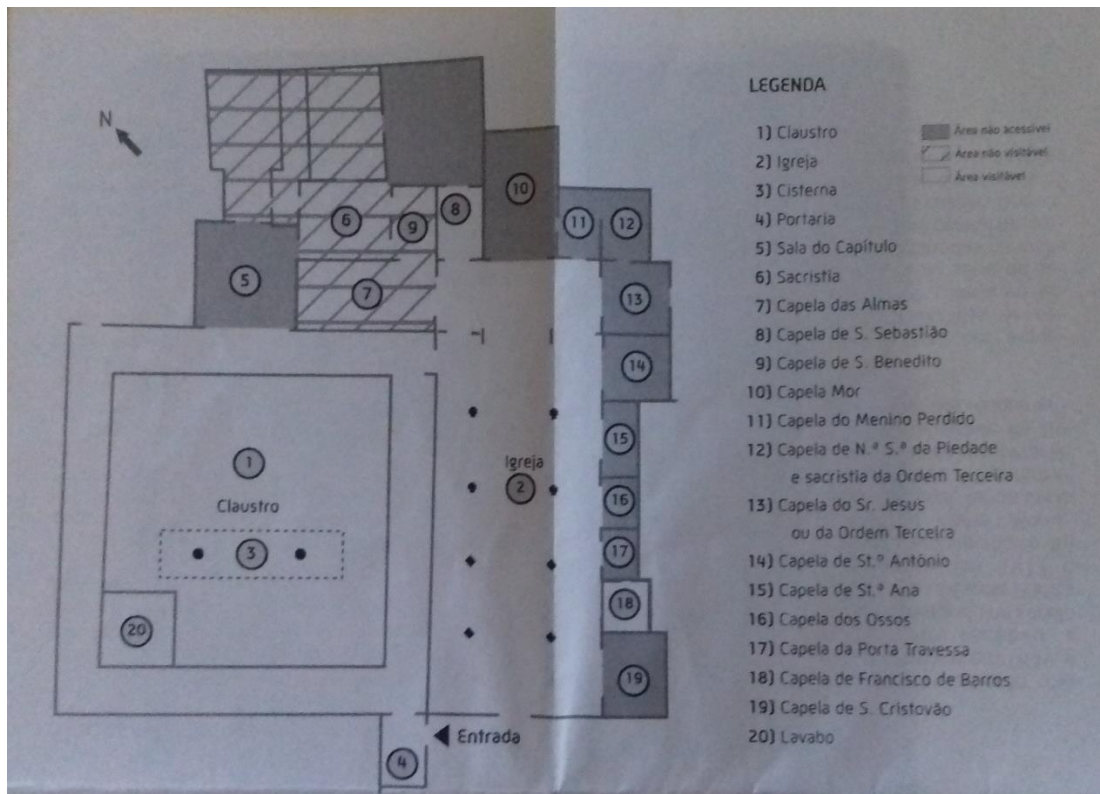 N
LEGENDA
1) Claustro
2) Igreja
3) Cisterna
4) Portaria
5) Sala do Capítulo
6) Sacristia
7) Capela das Almas
8) Capela de S. Sebastião
9) Capela de S. Benedito
10) Capela Mor
11) Capela do Menino Perdido
12) Capela de N.ª S.ª da Piedade
e sacristia da Ordem Terceira
13) Capela do Sr. Jesus
ou da Ordem Terceira
14) Capela de St.º António
15) Capela de St.ª Ana
16) Capela dos Ossos
17) Capela da Porta Travessa
18) Capela de Francisco de Barros
19) Capela de S. Cristovão
20) Lavabo
Área não acessível
Área não visitável
Área visitável
10
8
11
12
6
9
5
7
13
14
15
1
Claustro
Igreja
2
16
3
17
18
20
19
Entrada
4